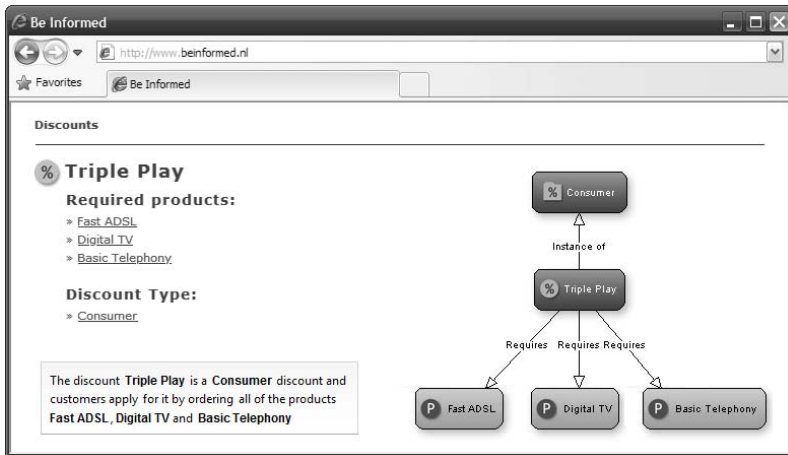 Be Informed
http://www.beinformed.nl
Favorites
Be Informed
Discounts
% Triple Play
Required products:
» Fast ADSL
» Digital TV
» Basic Telephony
Discount Type:
» Consumer
The discount Triple Play is a Consumer discount and
customers apply for it by ordering all of the products
Fast ADSL, Digital TV and Basic Telephony
% Consumer
Instance of
% Triple Play
Requires Requires Requires
P Fast ADSL
P Digital TV
P Basic Telephony